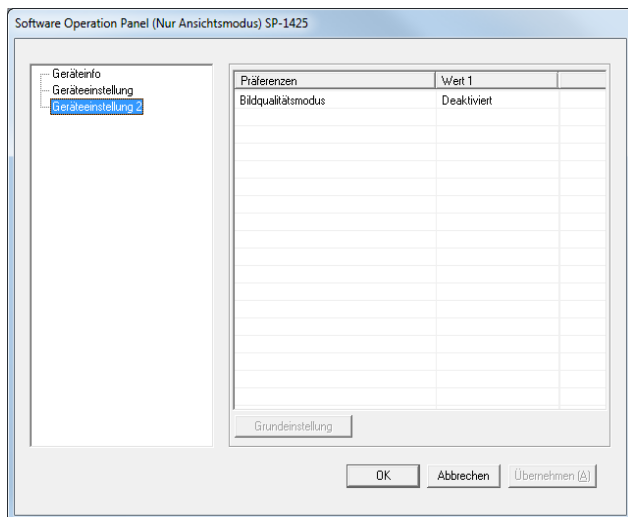 Software Operation Panel (Nur Ansichtsmodus) SP-1425
Geräteinfo
Geräteeinstellung
Geräteeinstellung 2
Präferenzen Wert 1
Bildqualitätsmodus Deaktiviert
Grundeinstellung
OK Abbrechen Übernehmen (A)